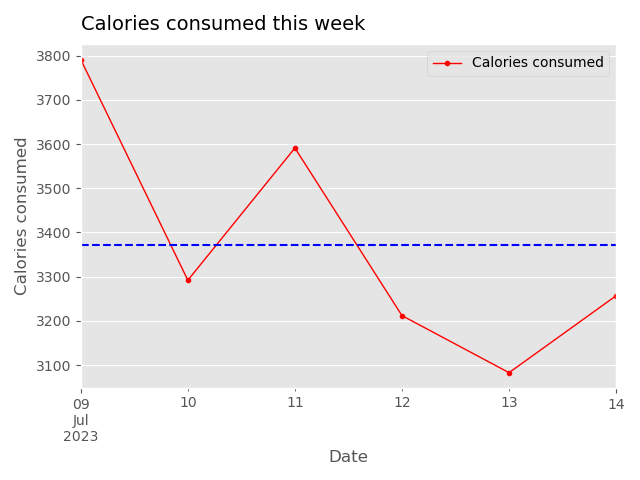 Calories consumed this week
Calories consumed
3800
3700
3600
3500
3400
3300
3200
3100
Calories consumed
09 10 11 12 13 14
Jul
2023
Date